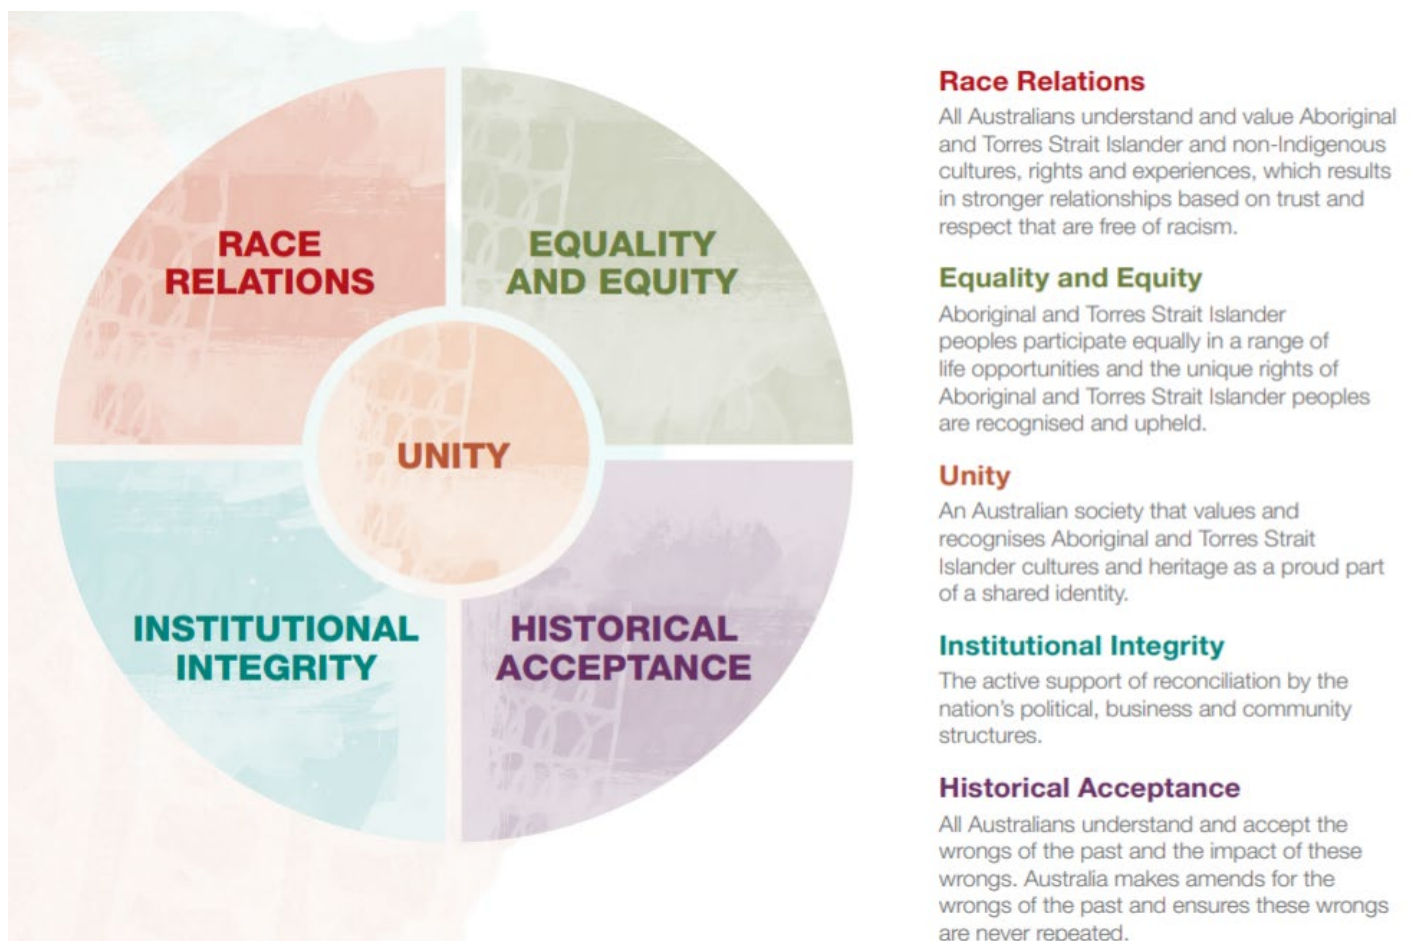 RACE
RELATIONS
EQUALITY
AND EQUITY
UNITY
INSTITUTIONAL
INTEGRITY
HISTORICAL
ACCEPTANCE
Race Relations
All Australians understand and value Aboriginal
and Torres Strait Islander and non-Indigenous
cultures, rights and experiences, which results
in stronger relationships based on trust and
respect that are free of racism.
Equality and Equity
Aboriginal and Torres Strait Islander
peoples participate equally in a range of
life opportunities and the unique rights of
Aboriginal and Torres Strait Islander peoples
are recognised and upheld.
Unity
An Australian society that values and
recognises Aboriginal and Torres Strait
Islander cultures and heritage as a proud part
of a shared identity.
Institutional Integrity
The active support of reconciliation by the
nation's political, business and community
structures.
Historical Acceptance
All Australians understand and accept the
wrongs of the past and the impact of these
wrongs. Australia makes amends for the
wrongs of the past and ensures these wrongs
are never repeated.